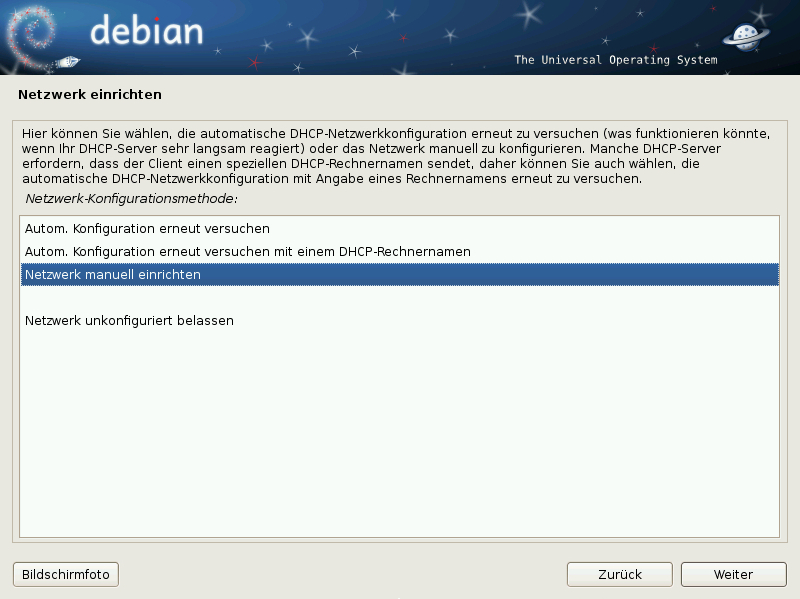 debian
The Universal Operating System
Netzwerk einrichten
Hier können Sie wählen, die automatische DHCP-Netzwerkkonfiguration erneut zu versuchen (was funktionieren könnte,
wenn Ihr DHCP-Server sehr langsam reagiert) oder das Netzwerk manuell zu konfigurieren. Manche DHCP-Server
erfordern, dass der Client einen speziellen DHCP-Rechnernamen sendet, daher können Sie auch wählen, die
automatische DHCP-Netzwerkkonfiguration mit Angabe eines Rechnernamens erneut zu versuchen.
Netzwerk-Konfigurationsmethode:
Autom. Konfiguration erneut versuchen
Autom. Konfiguration erneut versuchen mit einem DHCP-Rechnernamen
Netzwerk manuell einrichten
Netzwerk unkonfiguriert belassen
Bildschirmfoto
Zurück
Weiter